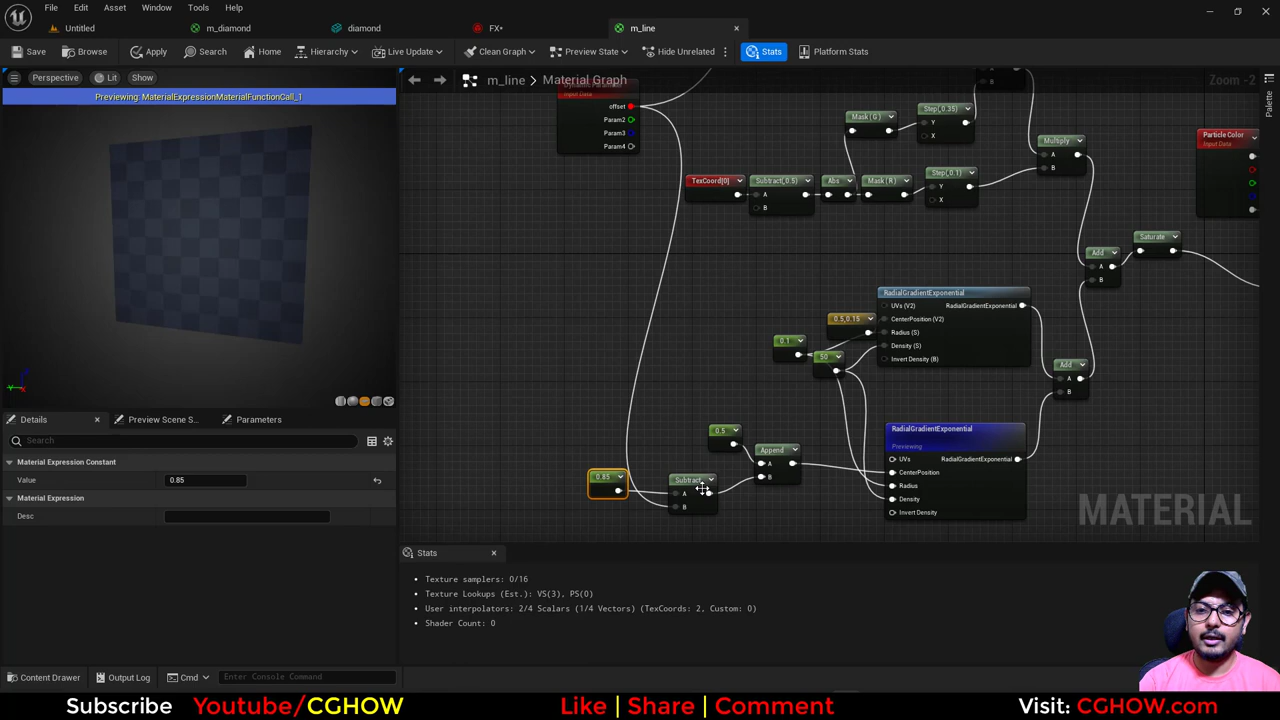 File Edit Asset Window Tools Help
Untitled
m_diamond
diamond
FX•
m_line
Save
Browse
Apply
Search
Home
Hierarchy
Live Update
Clean Graph
Preview State
Hide Unrelated
Stats
Platform Stats
Perspective
Lit
Show
Previewing: MaterialExpressionMaterialFunctionCall_1
m_line > Material Graph
Zoom -2
Palette
Input Data
offset
Param2
Param3
Param4
B
Mask ( G )
Step(,0.35)
Y
X
Multiply
A
B
Particle Color
Input Data
TexCoord[0]
Subtract(,0.5)
A
B
Abs
Mask ( R )
Step(,0.1)
Y
X
Add
A
B
Saturate
RadialGradientExponential
UVs (V2)
RadialGradientExponential
0.5,0.15
CenterPosition (V2)
Radius (S)
0.1
Density (S)
50
Invert Density (B)
Add
A
B
Details
Preview Scene S...
Parameters
Search
Material Expression Constant
Value
0.85
Material Expression
Desc
0.5
Append
A
B
RadialGradientExponential
Previewing
UVs
RadialGradientExponential
CenterPosition
Radius
Density
Invert Density
0.85
Subtract
A
B
MATERIAL
Stats
Texture samplers: 0/16
Texture Lookups (Est.): VS(3), PS(0)
User interpolators: 2/4 Scalars (1/4 Vectors) (TexCoords: 2, Custom: 0)
Shader Count: 0
Content Drawer
Output Log
Cmd
Enter Console Command
Subscribe Youtube/CGHOW Like | Share | Comment Visit: CGHOW.com